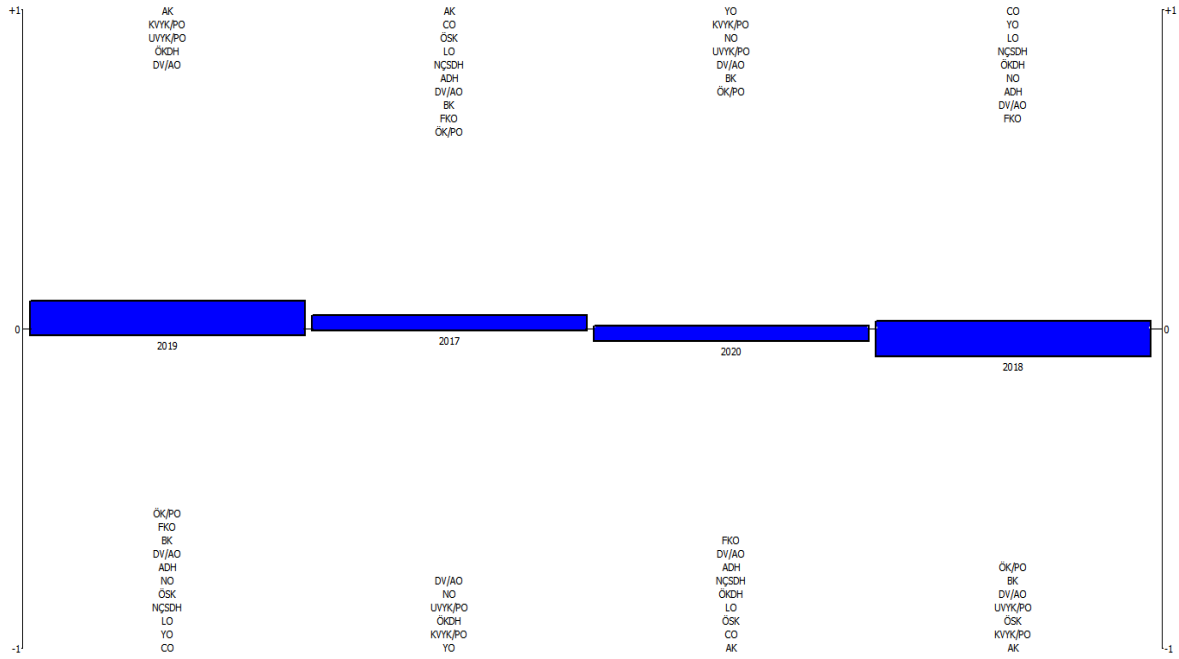 +1
AK
KVYK/PO
UVYK/PO
ÖKDH
DV/AO
AK
CO
ÖSK
LO
NÇSDH
ADH
DV/AO
BK
FKO
ÖK/PO
YO
KVYK/PO
NO
UVYK/PO
DV/AO
BK
ÖK/PO
CO
YO
LO
NÇSDH
ÖKDH
NO
ADH
DV/AO
FKO
+1
0
2019
2017
2020
2018
0
ÖK/PO
FKO
BK
DV/AO
ADH
NO
ÖSK
NÇSDH
LO
YO
CO
DV/AO
NO
UVYK/PO
ÖKDH
KVYK/PO
YO
FKO
DV/AO
ADH
NÇSDH
ÖKDH
LO
ÖSK
CO
AK
ÖK/PO
BK
DV/AO
UVYK/PO
ÖSK
KVYK/PO
AK
-1
-1